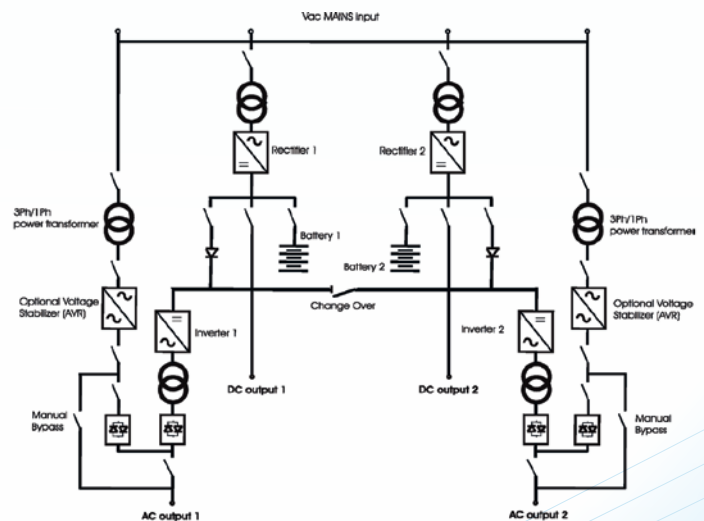 Vac MAINS input
Rectifier 1
Rectifier 2
3Ph/1Ph
power transformer
3Ph/1Ph
power transformer
Battery 1
Battery 2
Change Over
Optional Voltage
Stabilizer (AVR)
Inverter 1
Inverter 2
Optional Voltage
Stabilizer (AVR)
DC output 1
DC output 2
Manual
Bypass
Manual
Bypass
AC output 1
AC output 2